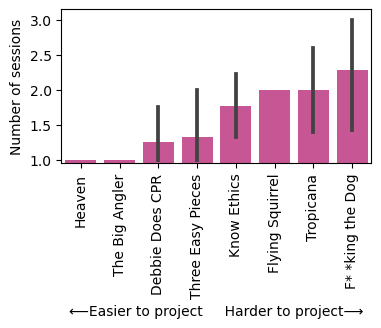 Number of sessions
3.0
2.5
2.0
1.5
1.0
Heaven
The Big Angler
Debbie Does CPR
Three Easy Pieces
Know Ethics
Flying Squirrel
Tropicana
F* *king the Dog
⟵Easier to project Harder to project⟶